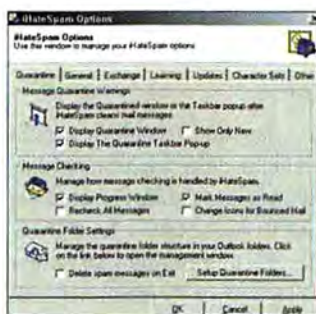 iHateSpam Options
iHateSpam Options
Use this window to manage your iHateSpam options
Quarantine General Exchange Learning Updates Character Sets Other
Message Quarantine Warnings
Display the Quarantined window or the Taskbar popup after
iHateSpam cleans mail messages.
Display Quarantine Window Show Only New
Display The Quarantine Taskbar Pop-up
Message Checking
Manage how message checking is handled by iHateSpam.
Display Progress Window Mark Messages as Read
Recheck All Messages Change Icons for Bounced Mail
Quarantine Folder Settings
Manage the quarantine folder structure in your Outlook folders. Click
on the link below to open the management window.
Delete spam messages on Exit Setup Quarantine Folders...
OK Cancel Apply